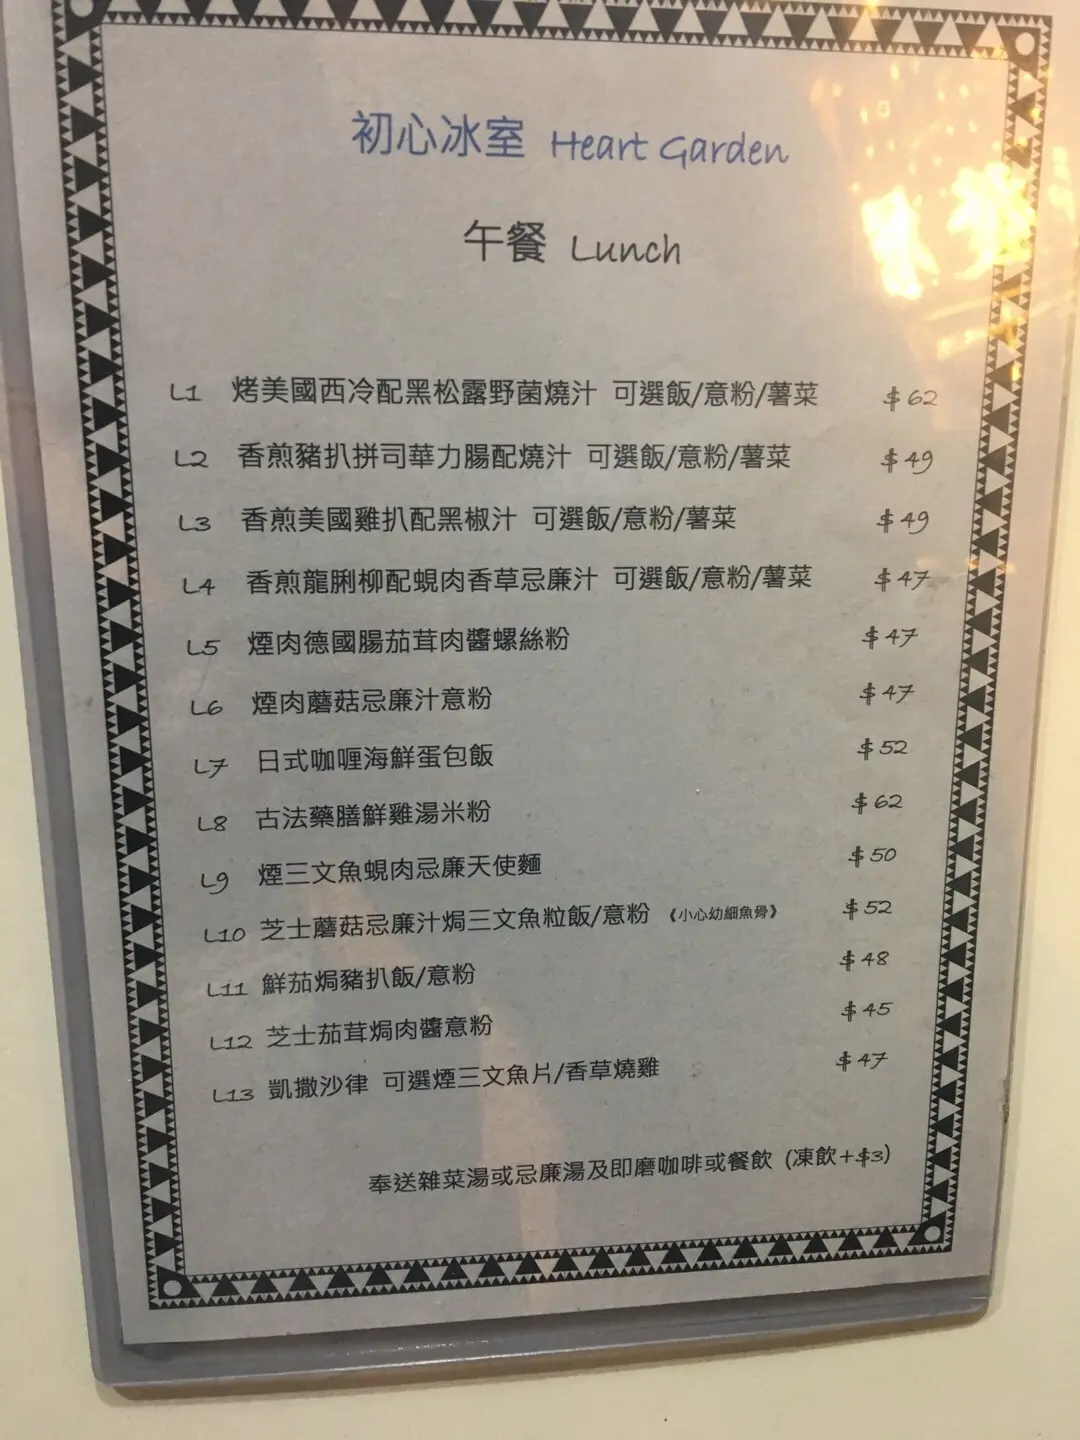 初心冰室 Heart Garden
午餐 Lunch
L1 烤美國西冷配黑松露野菌燒汁 可選飯/意粉/薯菜 $62
L2 香煎豬扒拼司華力腸配燒汁 可選飯/意粉/薯菜 $49
L3 香煎美國雞扒配黑椒汁 可選飯/意粉/薯菜 $49
L4 香煎龍脷柳配蜆肉香草忌廉汁 可選飯/意粉/薯菜 $47
L5 煙肉德國腸茄茸肉醬螺絲粉 $47
L6 煙肉蘑菇忌廉汁意粉 $47
L7 日式咖喱海鮮蛋包飯 $52
L8 古法藥膳鮮雞湯米粉 $62
L9 煙三文魚蜆肉忌廉天使麵 $50
L10 芝士蘑菇忌廉汁焗三文魚粒飯/意粉 《小心幼細魚骨》 $52
L11 鮮茄焗豬扒飯/意粉 $48
L12 芝士茄茸焗肉醬意粉 $45
L13 凱撒沙律 可選煙三文魚片/香草燒雞 $47
奉送雜菜湯或忌廉湯及即磨咖啡或餐飲 (凍飲+$3)